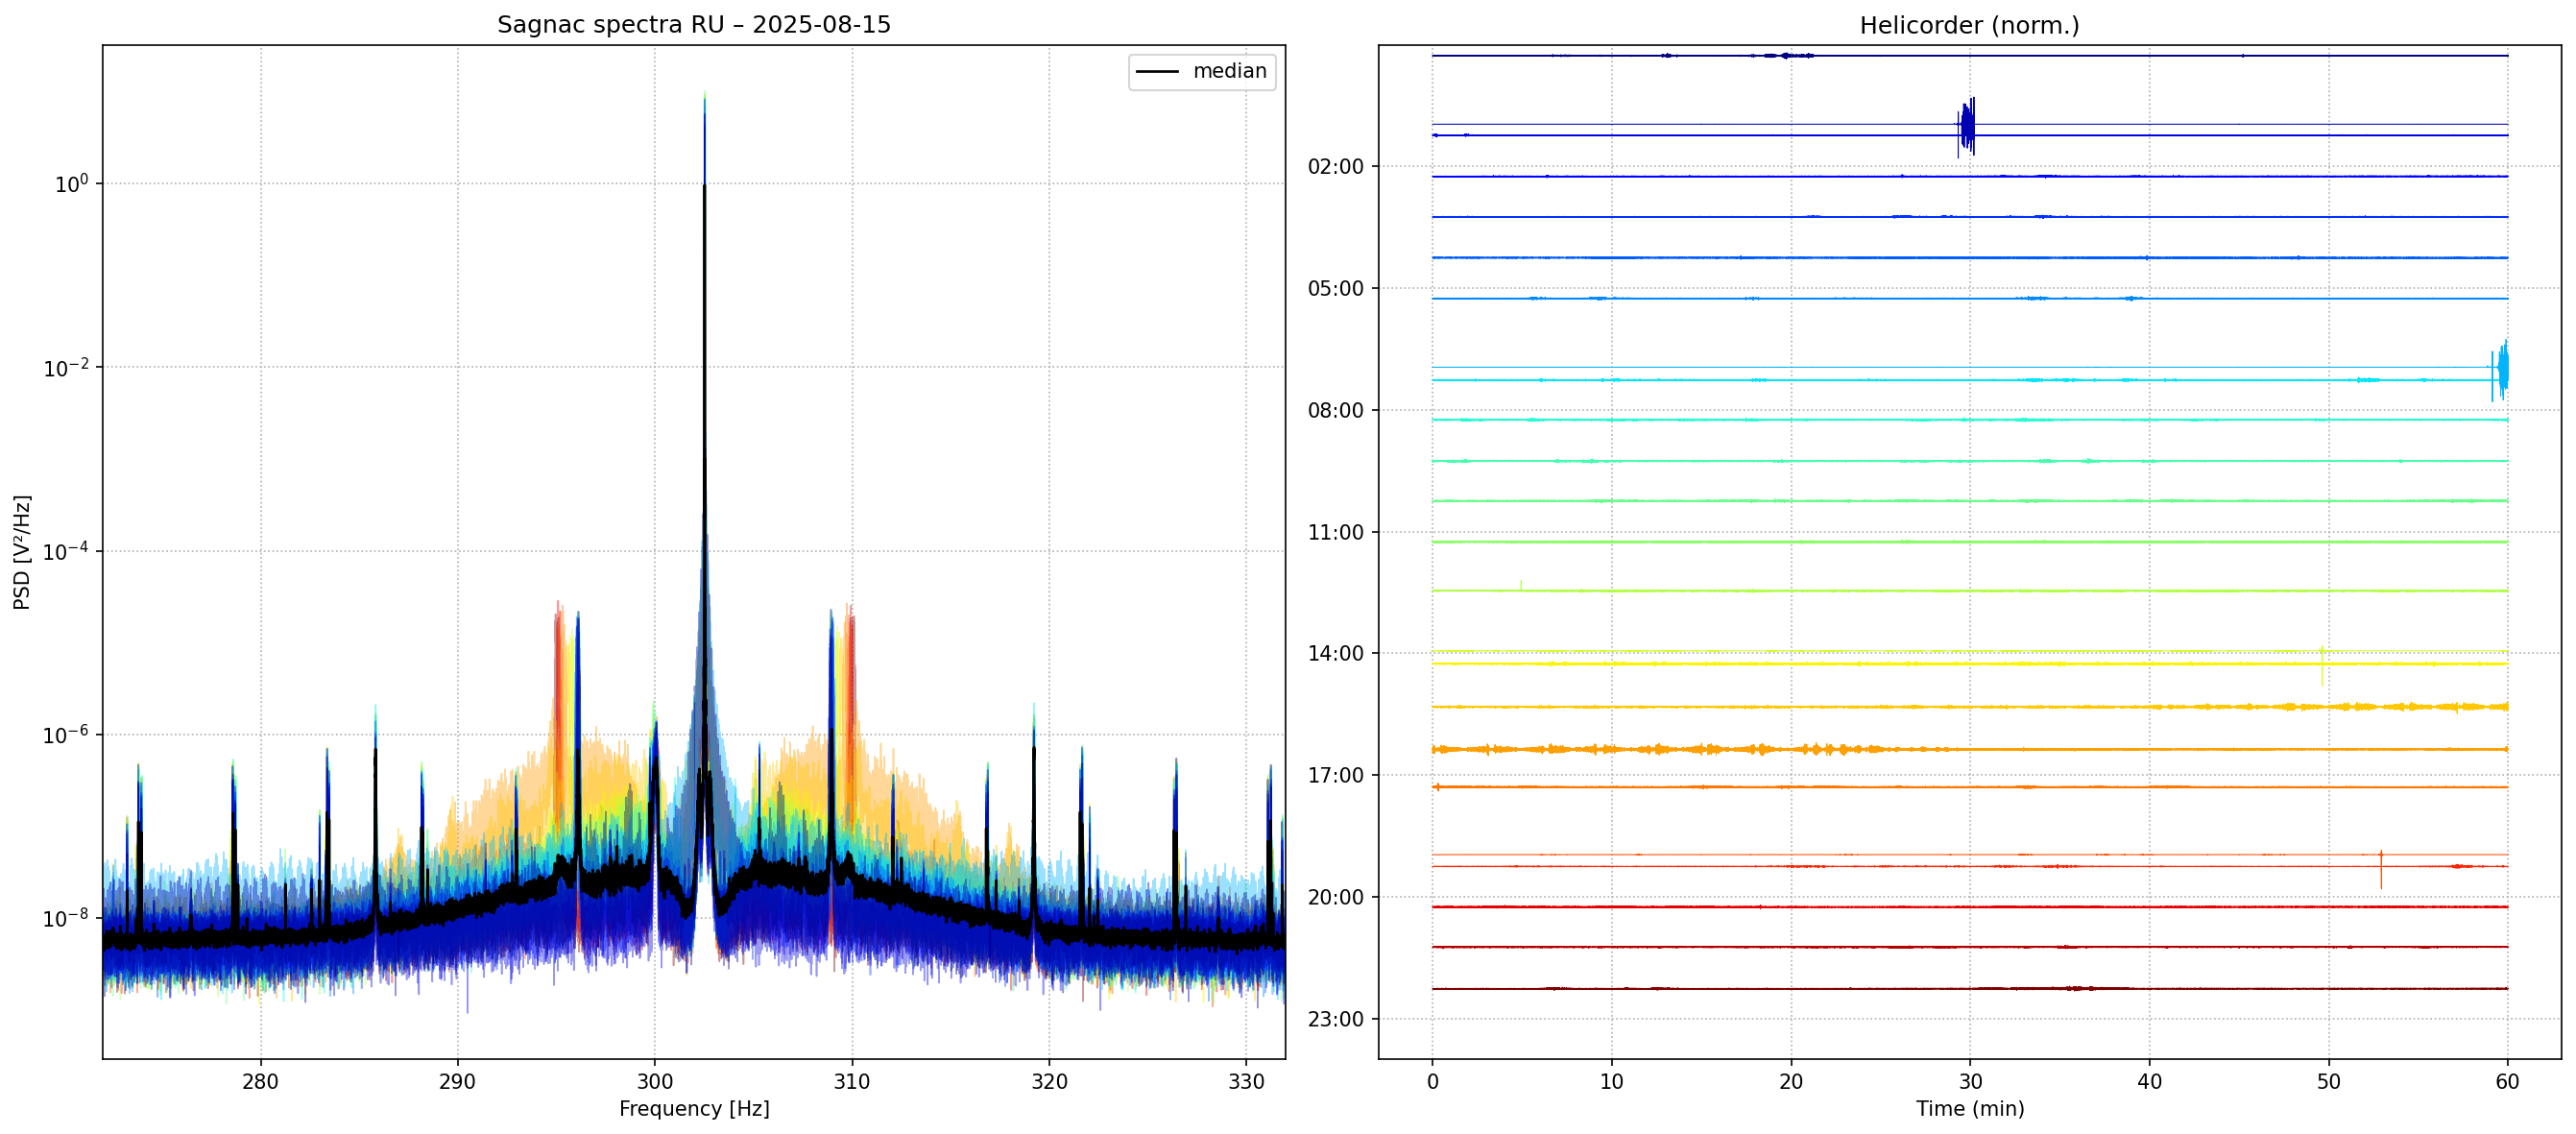 Sagnac spectra RU – 2025-08-15
median
10⁰
10⁻²
10⁻⁴
10⁻⁶
10⁻⁸
PSD [V²/Hz]
280 290 300 310 320 330
Frequency [Hz]
Helicorder (norm.)
02:00
05:00
08:00
11:00
14:00
17:00
20:00
23:00
0 10 20 30 40 50 60
Time (min)